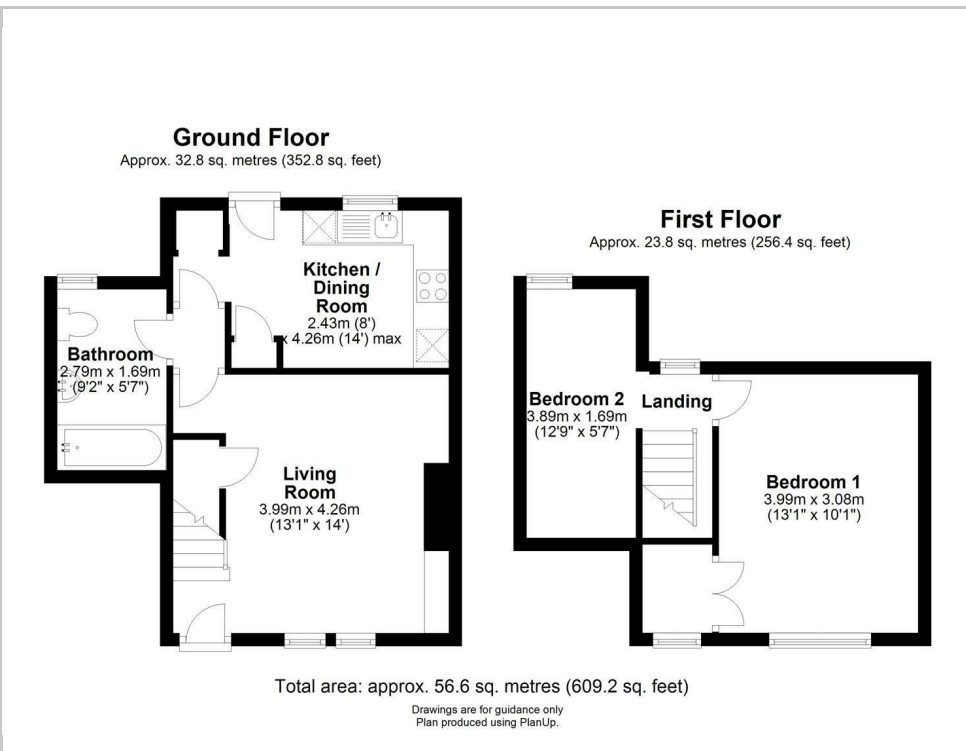 Ground Floor
Approx. 32.8 sq. metres (352.8 sq. feet)
Kitchen /
Dining
Room
2.43m (8')
x 4.26m (14') max
Bathroom
2.79m x 1.69m
(9'2" x 5'7")
Living
Room
3.99m x 4.26m
(13'1" x 14')
First Floor
Approx. 23.8 sq. metres (256.4 sq. feet)
Bedroom 2
3.89m x 1.69m
(12'9" x 5'7")
Landing
Bedroom 1
3.99m x 3.08m
(13'1" x 10'1")
Total area: approx. 56.6 sq. metres (609.2 sq. feet)
Drawings are for guidance only
Plan produced using PlanUp.